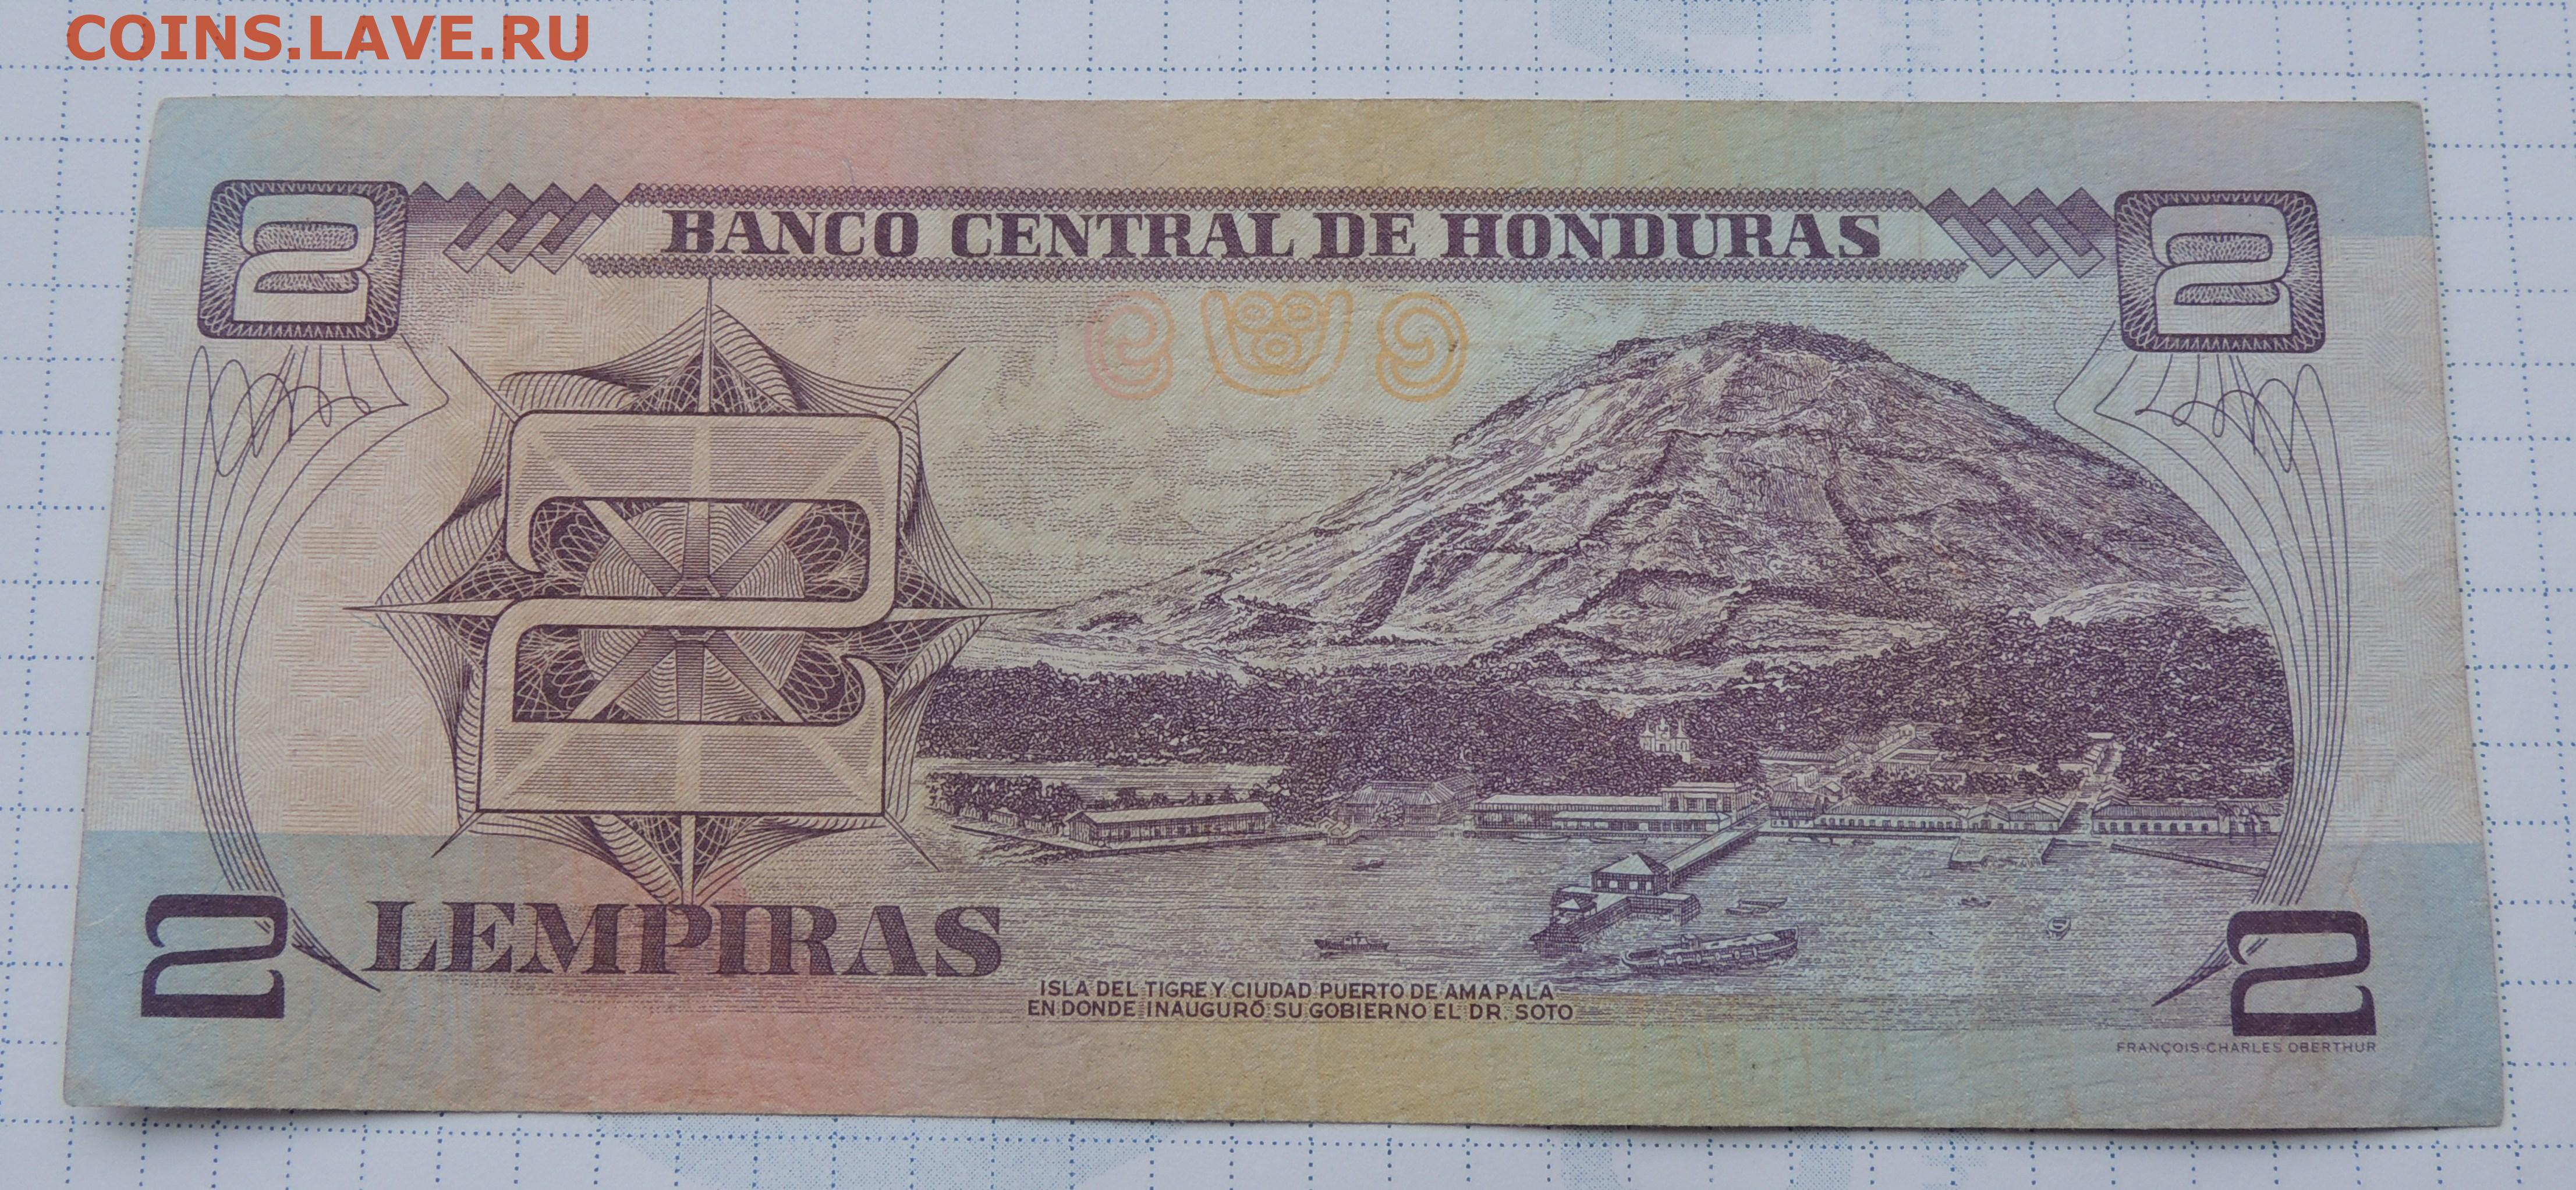 COINS.LAVE.RU
2 BANCO CENTRAL DE HONDURAS 2
2
2 LEMPIRAS 2
ISLA DEL TIGRE Y CIUDAD PUERTO DE AMAPALA
EN DONDE INAUGURÓ SU GOBIERNO EL DR. SOTO
FRANÇOIS-CHARLES OBERTHUR